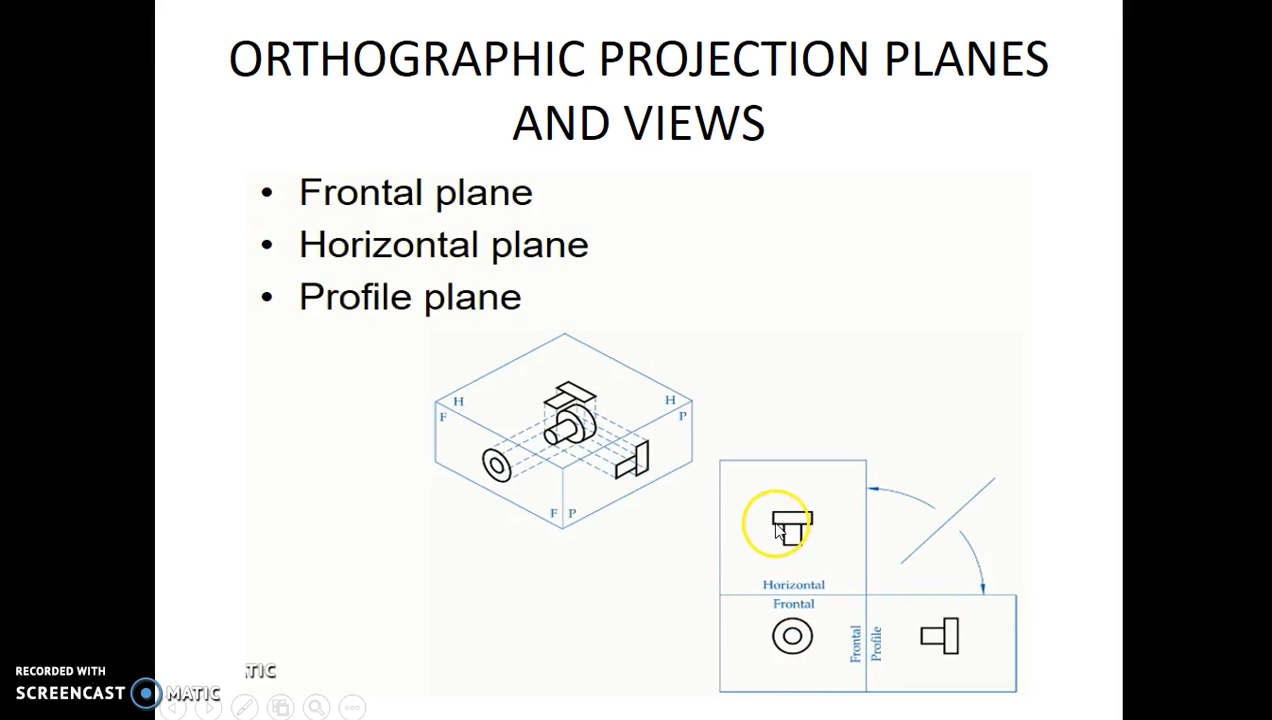 ORTHOGRAPHIC PROJECTION PLANES
AND VIEWS
• Frontal plane
• Horizontal plane
• Profile plane
H
H
F
P
F
P
Horizontal
Frontal
Frontal
Profile
RECORDED WITH
SCREENCAST MATIC
TIC